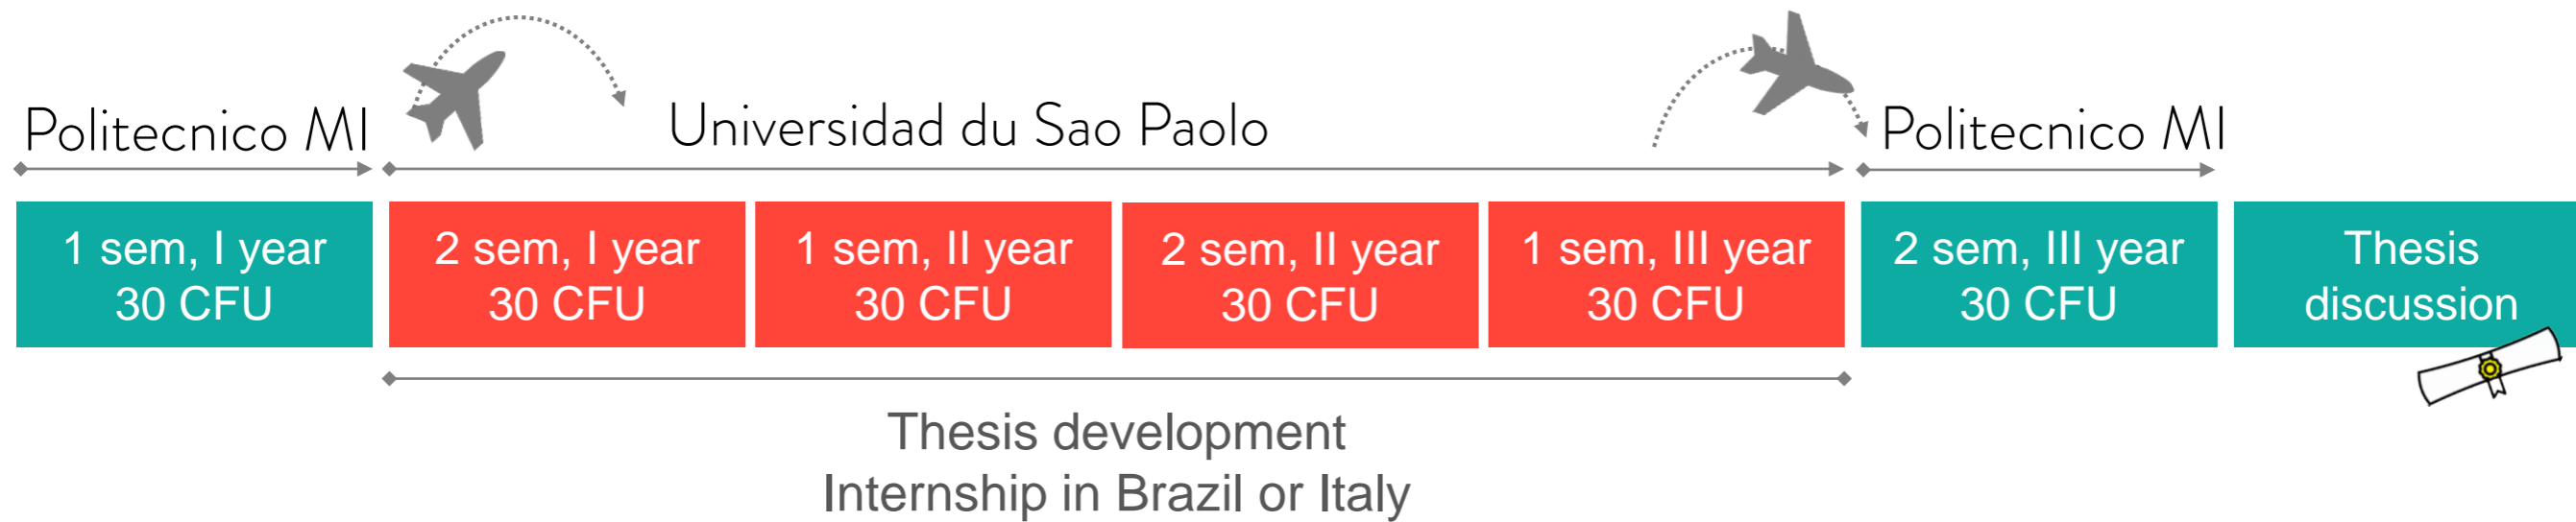 Politecnico MI
Universidad du Sao Paolo
Politecnico MI
1 sem, I year
30 CFU
2 sem, I year
30 CFU
1 sem, II year
30 CFU
2 sem, II year
30 CFU
1 sem, III year
30 CFU
2 sem, III year
30 CFU
Thesis
discussion
Thesis development
Internship in Brazil or Italy